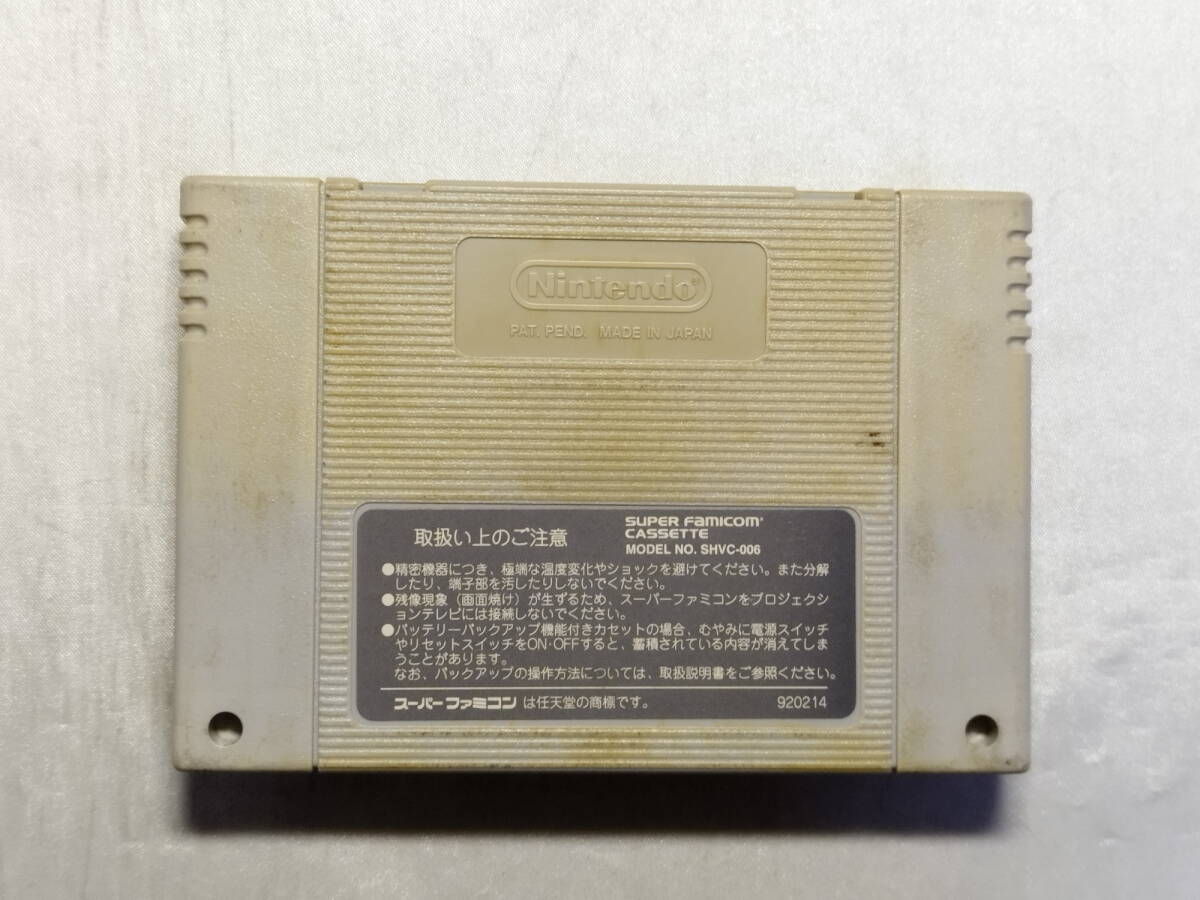 Nintendo®
PAT. PEND. MADE IN JAPAN
取扱い上のご注意
SUPER Famicom
CASSETTE
MODEL NO. SHVC-006
●精密機器につき、極端な温度変化やショックを避けてください。また分解
したり、端子部を汚したりしないでください。
●残像現象（画面焼け）が生ずるため、スーパーファミコンをプロジェクシ
ョンテレビには接続しないでください。
●バッテリーバックアップ機能付きカセットの場合、むやみに電源スイッチ
やリセットスイッチをON・OFFすると、蓄積されている内容が消えてしま
うことがあります。
なお、バックアップの操作方法については、取扱説明書をご参照ください。
スーパーファミコン は任天堂の商標です。
920214